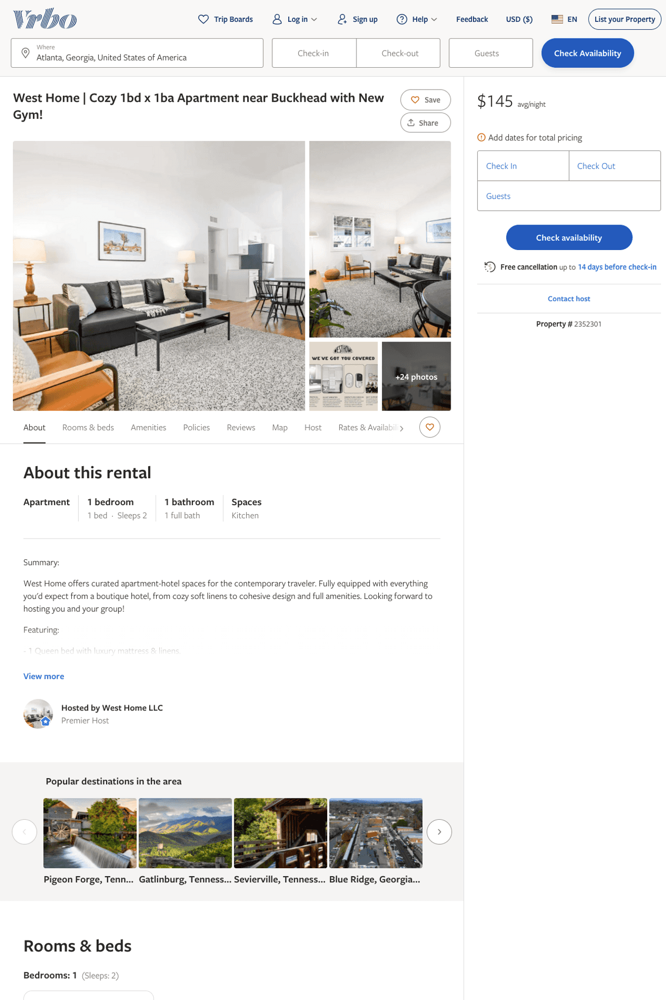 Vrbo
Trip Boards
Log in
Sign up
Help
Feedback
USD ($)
EN
List your Property
Where
Atlanta, Georgia, United States of America
Check-in
Check-out
Guests
Check Availability
West Home | Cozy 1bd x 1ba Apartment near Buckhead with New
Gym!
Save
Share
$145 avg/night
Add dates for total pricing
Check In
Check Out
Guests
Check availability
Free cancellation up to 14 days before check-in
Contact host
Property # 2352301
WESTHOME
WE'VE GOT YOU COVERED
+24 photos
About
Rooms & beds
Amenities
Policies
Reviews
Map
Host
Rates & Availabili
About this rental
Apartment
1 bedroom
1 bed · Sleeps 2
1 bathroom
1 full bath
Spaces
Kitchen
Summary:
West Home offers curated apartment-hotel spaces for the contemporary traveler. Fully equipped with everything
you'd expect from a boutique hotel, from cozy soft linens to cohesive design and full amenities. Looking forward to
hosting you and your group!
Featuring:
- 1 Queen bed with luxury mattress & linens.
View more
Hosted by West Home LLC
Premier Host
Popular destinations in the area
Pigeon Forge, Tenn...
Gatlinburg, Tenness...
Sevierville, Tenness...
Blue Ridge, Georgia...
Rooms & beds
Bedrooms: 1 (Sleeps: 2)